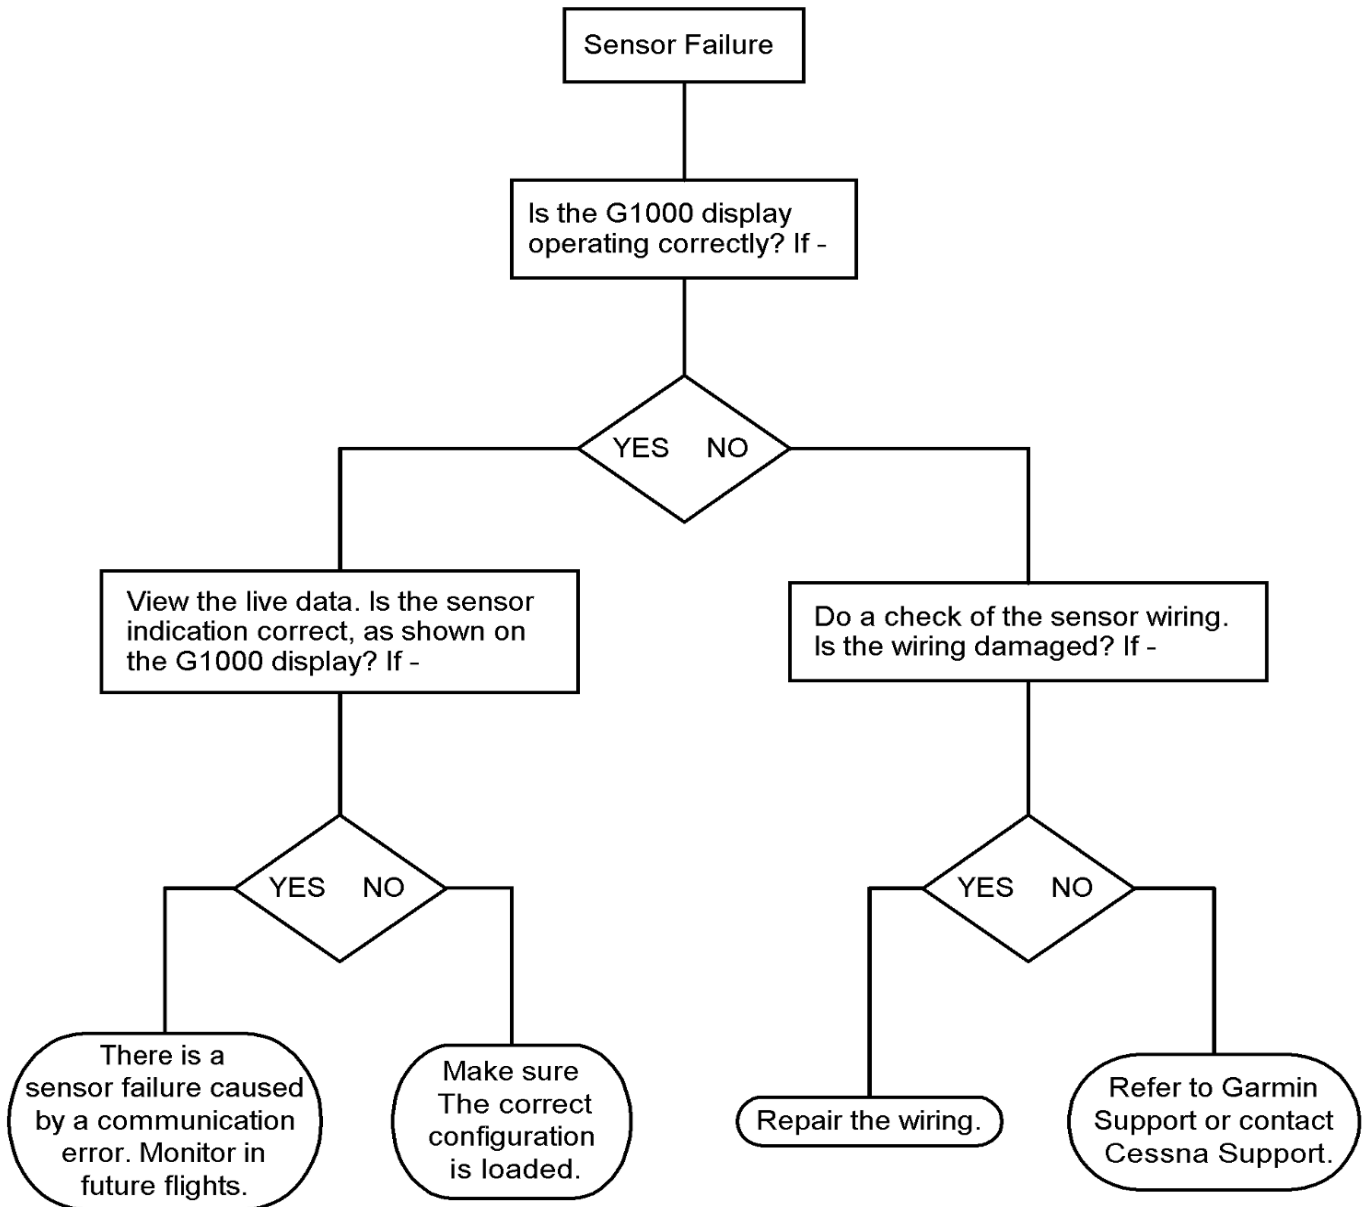 Sensor Failure
Is the G1000 display
operating correctly? If -
YES NO
View the live data. Is the sensor
indication correct, as shown on
the G1000 display? If -
Do a check of the sensor wiring.
Is the wiring damaged? If -
YES NO
YES NO
There is a
sensor failure caused
by a communication
error. Monitor in
future flights.
Make sure
The correct
configuration
is loaded.
Repair the wiring.
Refer to Garmin
Support or contact
Cessna Support.